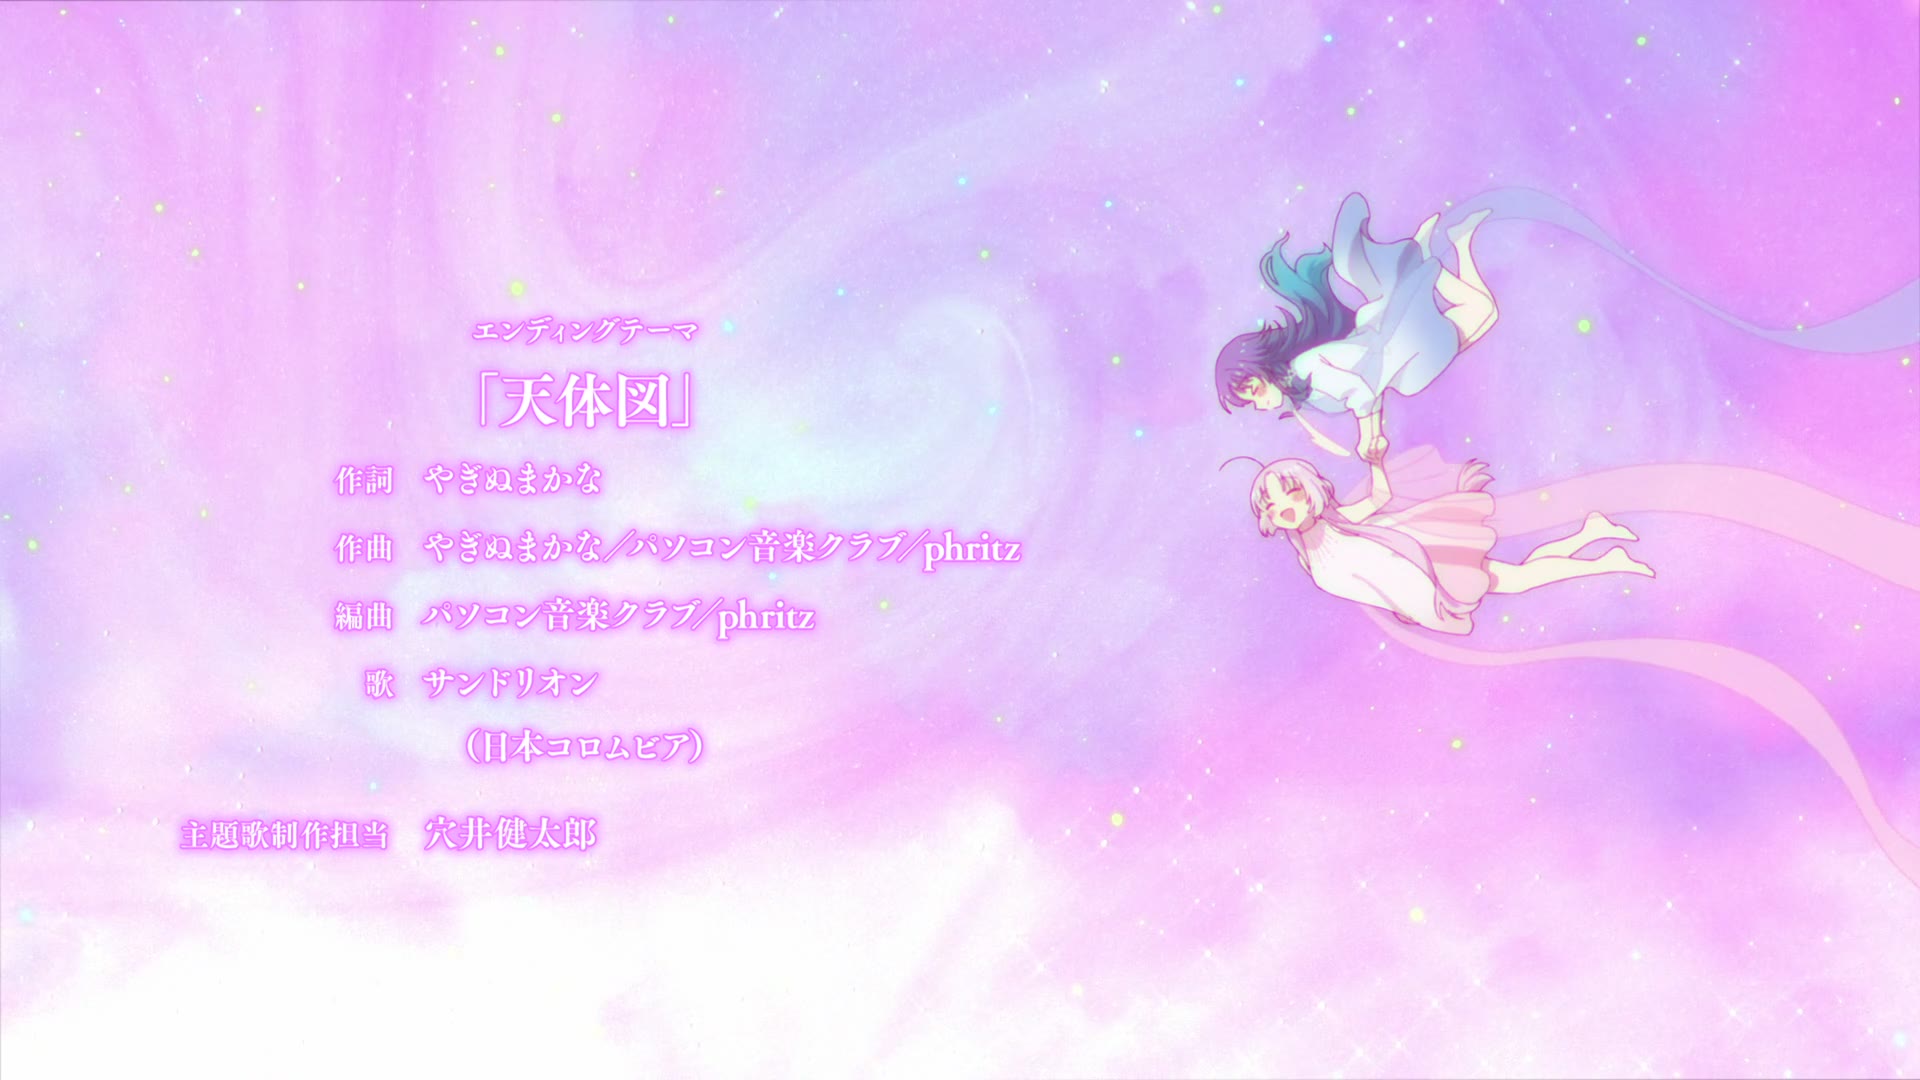 エンディングテーマ
「天体図」
作詞 やぎぬまかな
作曲 やぎぬまかな／パソコン音楽クラブ／phritz
編曲 パソコン音楽クラブ／phritz
歌 サンドリオン
（日本コロムビア）
主題歌制作担当 穴井健太郎